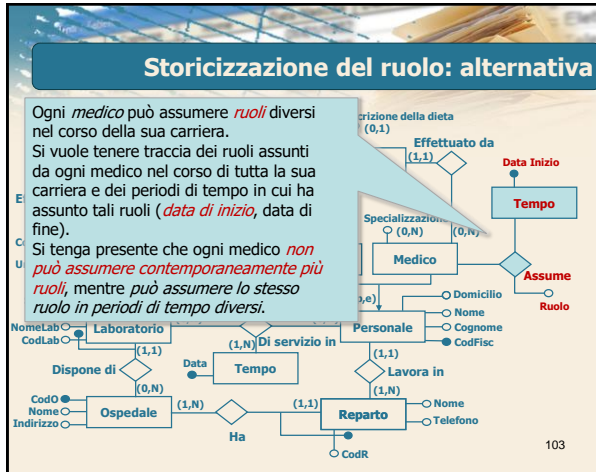 Storicizzazione del ruolo: alternativa
Ogni medico può assumere ruoli diversi
nel corso della sua carriera.
Si vuole tenere traccia dei ruoli assunti
da ogni medico nel corso di tutta la sua
carriera e dei periodi di tempo in cui ha
assunto tali ruoli (data di inizio, data di
fine).
Si tenga presente che ogni medico non
può assumere contemporaneamente più
ruoli, mentre può assumere lo stesso
ruolo in periodi di tempo diversi.
crizione della dieta
(0,1)
Effettuato da
(1,1)
Data Inizio
Tempo
Specializzazione
(0,N)
(0,N)
Medico
Assume
Ruolo
,e)
Domicilio
Nome
Cognome
CodFisc
NomeLab
CodLab
Laboratorio
Personale
(1,N)
Di servizio in
(1,1)
(1,1)
Dispone di
Data
Tempo
Lavora in
(0,N)
(1,N)
CodO
Nome
Indirizzo
Ospedale
(1,N)
Ha
(1,1)
Reparto
Nome
Telefono
CodR
103